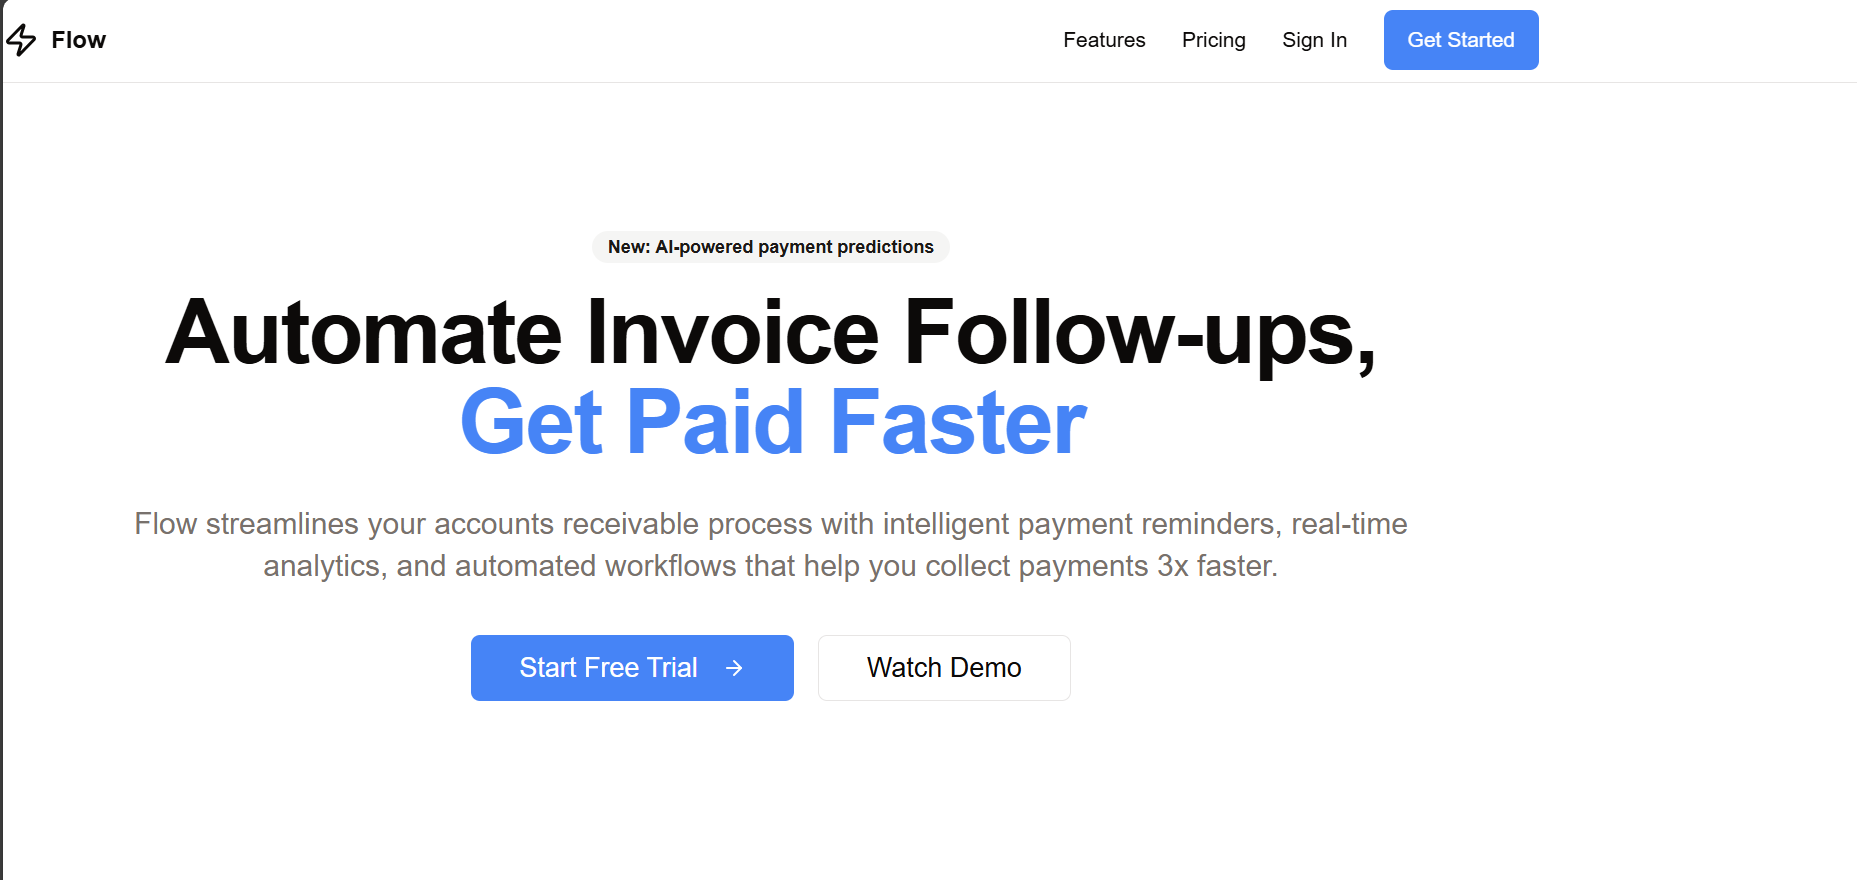 Flow
Features
Pricing
Sign In
Get Started
New: AI-powered payment predictions
Automate Invoice Follow-ups,
Get Paid Faster
Flow streamlines your accounts receivable process with intelligent payment reminders, real-time
analytics, and automated workflows that help you collect payments 3x faster.
Start Free Trial →
Watch Demo